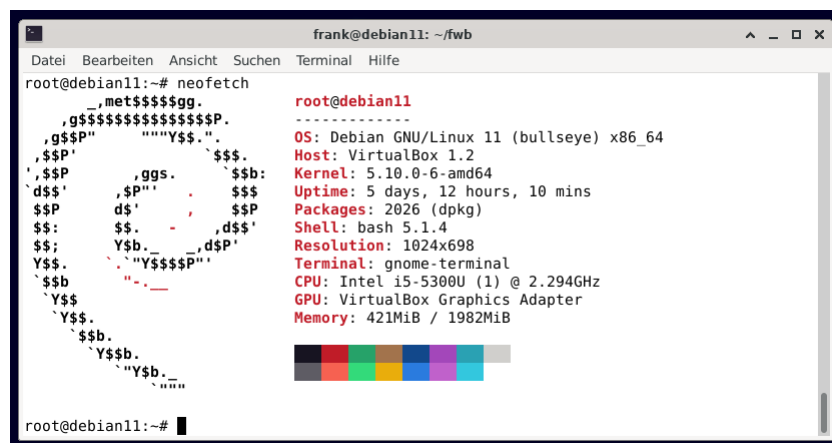 frank@debian11: ~/fwb
Datei Bearbeiten Ansicht Suchen Terminal Hilfe
root@debian11:~# neofetch
root@debian11
-------------
OS: Debian GNU/Linux 11 (bullseye) x86_64
Host: VirtualBox 1.2
Kernel: 5.10.0-6-amd64
Uptime: 5 days, 12 hours, 10 mins
Packages: 2026 (dpkg)
Shell: bash 5.1.4
Resolution: 1024x698
Terminal: gnome-terminal
CPU: Intel i5-5300U (1) @ 2.294GHz
GPU: VirtualBox Graphics Adapter
Memory: 421MiB / 1982MiB
root@debian11:~#